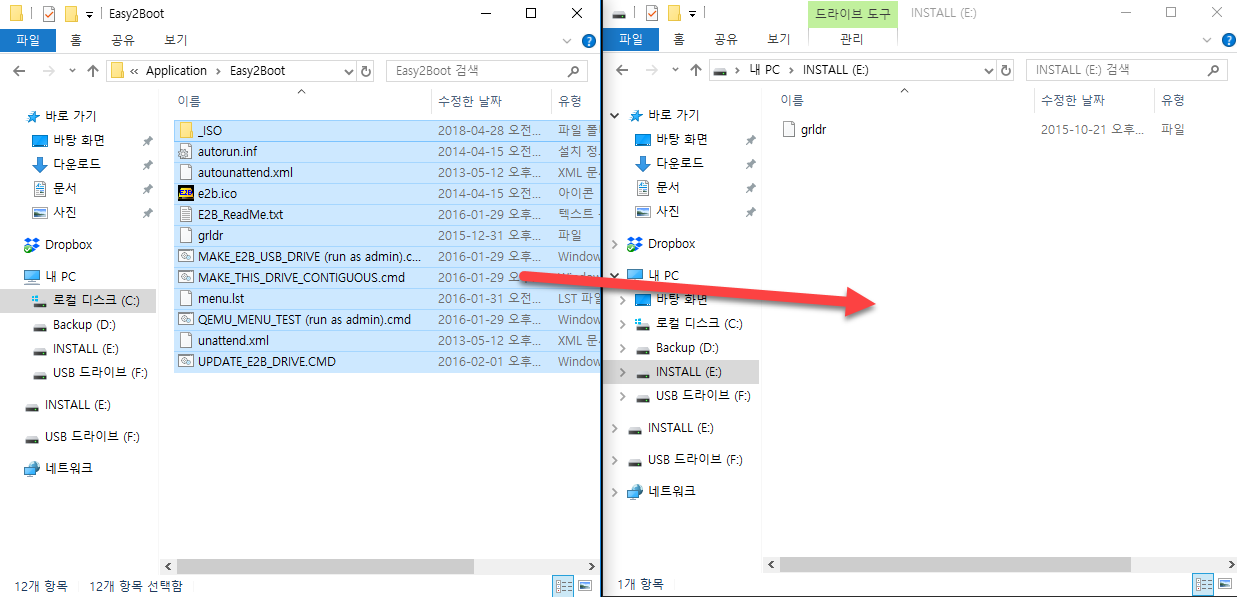 Easy2Boot
파일 홈 공유 보기
« Application › Easy2Boot
Easy2Boot 검색
바로 가기
바탕 화면
다운로드
문서
사진
Dropbox
내 PC
로컬 디스크 (C:)
Backup (D:)
INSTALL (E:)
USB 드라이브 (F:)
INSTALL (E:)
USB 드라이브 (F:)
네트워크
이름 수정한 날짜 유형
_ISO 2018-04-28 오전... 파일 폴
autorun.inf 2014-04-15 오전... 설치 정
autounattend.xml 2013-05-12 오후... XML 문
e2b.ico 2014-04-15 오전... 아이콘
E2B_ReadMe.txt 2016-01-29 오후... 텍스트
grldr 2015-12-31 오후... 파일
MAKE_E2B_USB_DRIVE (run as admin).c... 2016-01-29 오후... Window
MAKE_THIS_DRIVE_CONTIGUOUS.cmd 2016-01-29 Window
menu.lst 2016-01-31 오전... LST 파일
QEMU_MENU_TEST (run as admin).cmd 2016-01-29 오후... Window
unattend.xml 2013-05-12 오후... XML 문
UPDATE_E2B_DRIVE.CMD 2016-02-01 오후... Window
12개 항목 12개 항목 선택함
드라이브 도구 INSTALL (E:)
파일 홈 공유 보기 관리
› 내 PC › INSTALL (E:)
INSTALL (E:) 검색
바로 가기
바탕 화면
다운로드
문서
사진
Dropbox
내 PC
바탕 화면
로컬 디스크 (C:)
Backup (D:)
INSTALL (E:)
USB 드라이브 (F:)
INSTALL (E:)
USB 드라이브 (F:)
네트워크
이름 수정한 날짜 유형
grldr 2015-10-21 오후... 파일
1개 항목